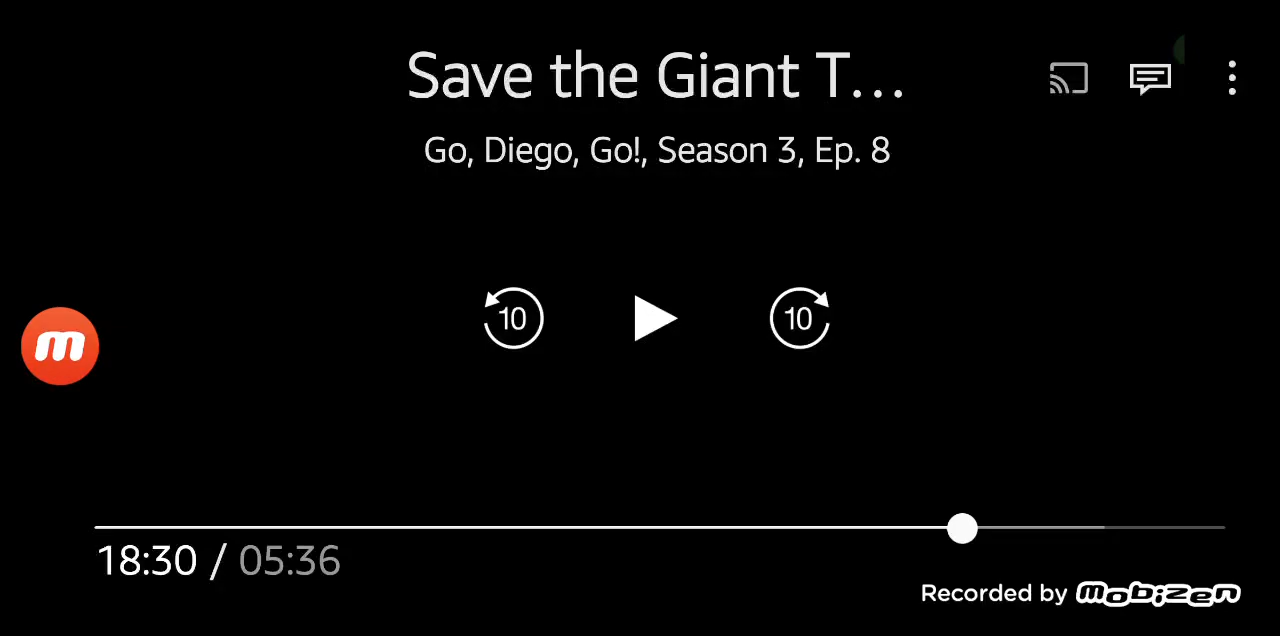 Save the Giant T...
Go, Diego, Go!, Season 3, Ep. 8
10
10
m
18:30 / 05:36
Recorded by mobizen